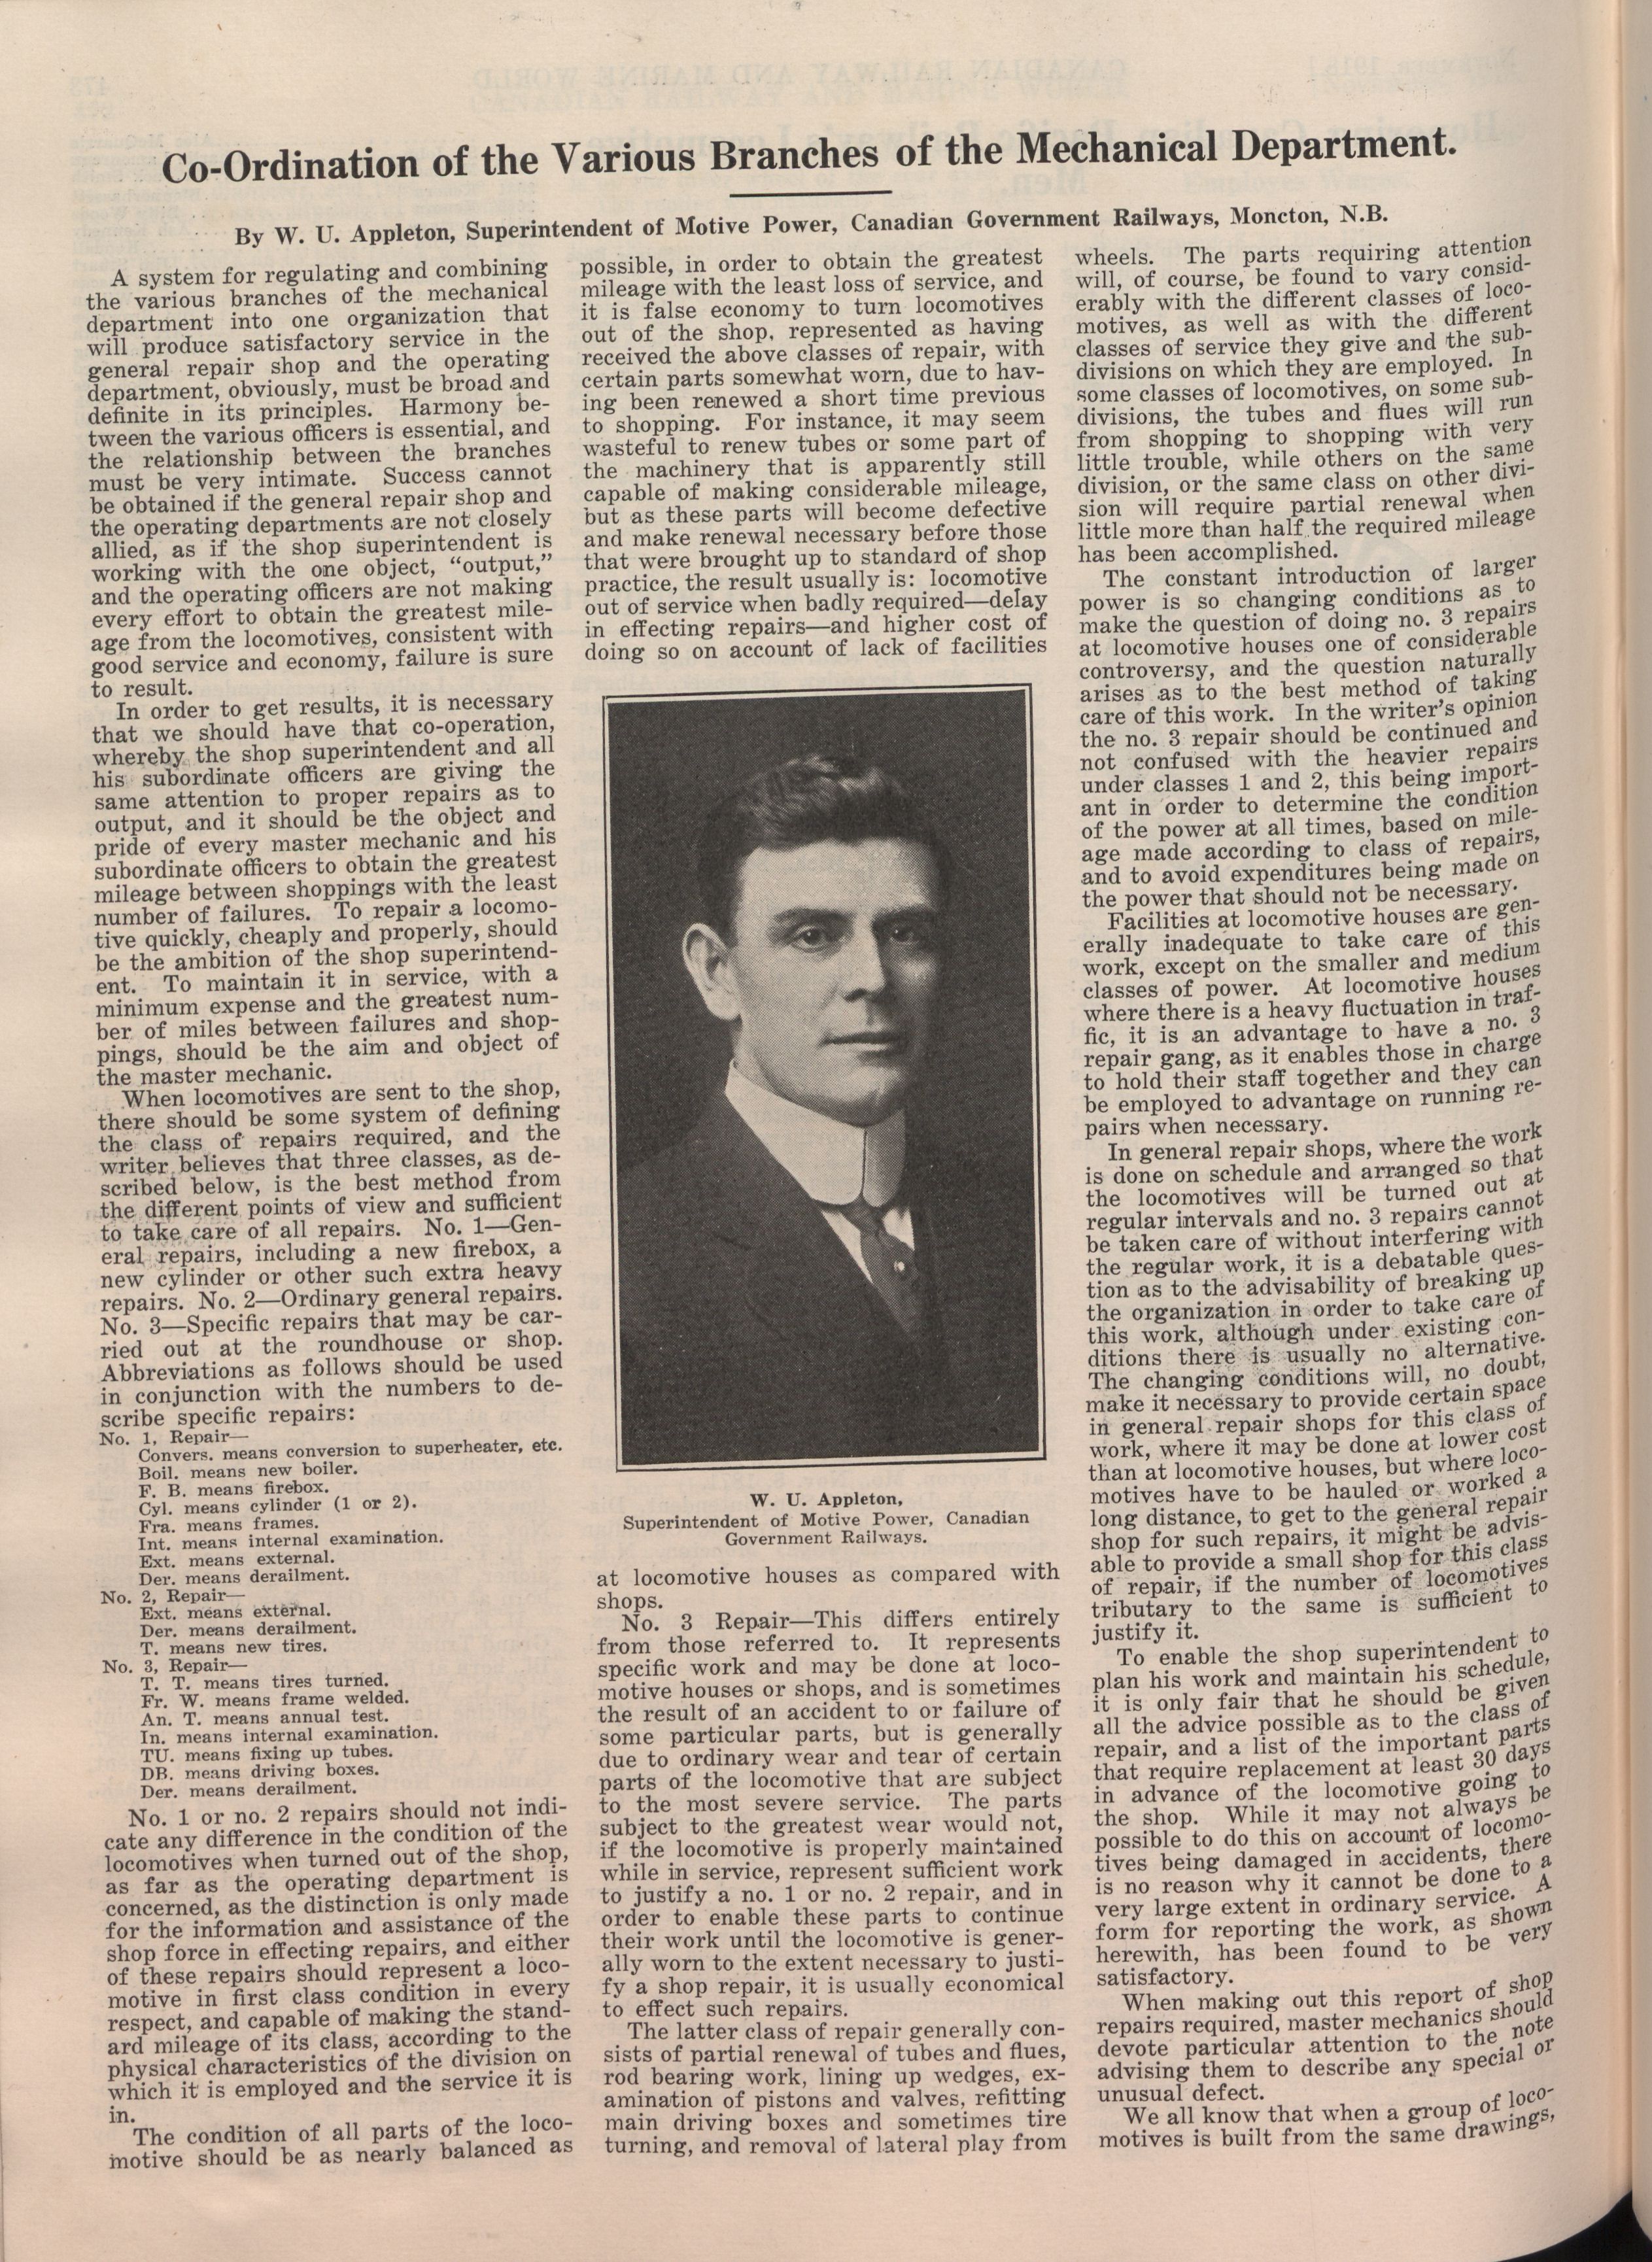 Co-Ordination of the Various Branches of the Mechanical Department.
By W. U. Appleton, Superintendent of Motive Power, Canadian Government Railways, Moncton, N.B.
A system for regulating and combining
the various branches of the mechanical
department into one organization that
will produce satisfactory service in the
general repair shop and the operating
department, obviously, must be broad and
definite in its principles. Harmony be-
tween the various officers is essential, and
the relationship between the branches
must be very intimate. Success cannot
be obtained if the general repair shop and
the operating departments are not closely
allied, as if the shop superintendent is
working with the one object, “output,”
and the operating officers are not making
every effort to obtain the greatest mile-
age from the locomotives, consistent with
good service and economy, failure is sure
to result.
In order to get results, it is necessary
that we should have that co-operation,
whereby the shop superintendent and all
his subordinate officers are giving the
same attention to proper repairs as to
output, and it should be the object and
pride of every master mechanic and his
subordinate officers to obtain the greatest
mileage between shoppings with the least
number of failures. To repair a locomo-
tive quickly, cheaply and properly, should
be the ambition of the shop superintend-
ent. To maintain it in service, with a
minimum expense and the greatest num-
ber of miles between failures and shop-
pings, should be the aim and object of
the master mechanic.
When locomotives are sent to the shop,
there should be some system of defining
the class of repairs required, and the
writer believes that three classes, as de-
scribed below, is the best method from
the different points of view and sufficient
to take care of all repairs. No. 1—Gen-
eral repairs, including a new firebox, a
new cylinder or other such extra heavy
repairs. No. 2—Ordinary general repairs.
No. 3—Specific repairs that may be car-
ried out at the roundhouse or shop.
Abbreviations as follows should be used
in conjunction with the numbers to de-
scribe specific repairs:
No. 1, Repair—
Convers. means conversion to superheater, etc.
Boil. means new boiler.
F. B. means firebox.
Cyl. means cylinder (1 or 2).
Fra. means frames.
Int. means internal examination.
Ext. means external.
Der. means derailment.
No. 2, Repair—
Ext. means external.
Der. means derailment.
T. means new tires.
No. 3, Repair—
T. T. means tires turned.
Fr. W. means frame welded.
An. T. means annual test.
In. means internal examination.
TU. means fixing up tubes.
DB. means driving boxes.
Der. means derailment.
No. 1 or no. 2 repairs should not indi-
cate any difference in the condition of the
locomotives when turned out of the shop,
as far as the operating department is
concerned, as the distinction is only made
for the information and assistance of the
shop force in effecting repairs, and either
of these repairs should represent a loco-
motive in first class condition in every
respect, and capable of making the stand-
ard mileage of its class, according to the
physical characteristics of the division on
which it is employed and the service it is
in.
The condition of all parts of the loco-
motive should be as nearly balanced as
possible, in order to obtain the greatest
mileage with the least loss of service, and
it is false economy to turn locomotives
out of the shop, represented as having
received the above classes of repair, with
certain parts somewhat worn, due to hav-
ing been renewed a short time previous
to shopping. For instance, it may seem
wasteful to renew tubes or some part of
the machinery that is apparently still
capable of making considerable mileage,
but as these parts will become defective
and make renewal necessary before those
that were brought up to standard of shop
practice, the result usually is: locomotive
out of service when badly required—delay
in effecting repairs—and higher cost of
doing so on account of lack of facilities
W. U. Appleton,
Superintendent of Motive Power, Canadian
Government Railways.
at locomotive houses as compared with
shops.
No. 3 Repair—This differs entirely
from those referred to. It represents
specific work and may be done at loco-
motive houses or shops, and is sometimes
the result of an accident to or failure of
some particular parts, but is generally
due to ordinary wear and tear of certain
parts of the locomotive that are subject
to the most severe service. The parts
subject to the greatest wear would not,
if the locomotive is properly maintained
while in service, represent sufficient work
to justify a no. 1 or no. 2 repair, and in
order to enable these parts to continue
their work until the locomotive is gener-
ally worn to the extent necessary to justi-
fy a shop repair, it is usually economical
to effect such repairs.
The latter class of repair generally con-
sists of partial renewal of tubes and flues,
rod bearing work, lining up wedges, ex-
amination of pistons and valves, refitting
main driving boxes and sometimes tire
turning, and removal of lateral play from
wheels. The parts requiring attention
will, of course, be found to vary consid-
erably with the different classes of loco-
motives, as well as with the different
classes of service they give and the sub-
divisions on which they are employed. In
some classes of locomotives, on some sub-
divisions, the tubes and flues will run
from shopping to shopping with very
little trouble, while others on the same
division, or the same class on other divi-
sion will require partial renewal when
little more than half the required mileage
has been accomplished.
The constant introduction of larger
power is so changing conditions as to
make the question of doing no. 3 repairs
at locomotive houses one of considerable
controversy, and the question naturally
arises as to the best method of taking
care of this work. In the writer's opinion
the no. 3 repair should be continued and
not confused with the heavier repairs
under classes 1 and 2, this being import-
ant in order to determine the condition
of the power at all times, based on mile-
age made according to class of repairs,
and to avoid expenditures being made on
the power that should not be necessary.
Facilities at locomotive houses are gen-
erally inadequate to take care of this
work, except on the smaller and medium
classes of power. At locomotive houses
where there is a heavy fluctuation in traf-
fic, it is an advantage to have a no. 3
repair gang, as it enables those in charge
to hold their staff together and they can
be employed to advantage on running re-
pairs when necessary.
In general repair shops, where the work
is done on schedule and arranged so that
the locomotives will be turned out at
regular intervals and no. 3 repairs cannot
be taken care of without interfering with
the regular work, it is a debatable ques-
tion as to the advisability of breaking up
the organization in order to take care of
this work, although under existing con-
ditions there is usually no alternative.
The changing conditions will, no doubt,
make it necessary to provide certain space
in general repair shops for this class of
work, where it may be done at lower cost
than at locomotive houses, but where loco-
motives have to be hauled or worked a
long distance, to get to the general repair
shop for such repairs, it might be advis-
able to provide a small shop for this class
of repair, if the number of locomotives
tributary to the same is sufficient to
justify it.
To enable the shop superintendent to
plan his work and maintain his schedule,
it is only fair that he should be given
all the advice possible as to the class of
repair, and a list of the important parts
that require replacement at least 30 days
in advance of the locomotive going to
the shop. While it may not always be
possible to do this on account of locomo-
tives being damaged in accidents, there
is no reason why it cannot be done to a
very large extent in ordinary service. A
form for reporting the work, as shown
herewith, has been found to be very
satisfactory.
When making out this report of shop
repairs required, master mechanics should
devote particular attention to the note
advising them to describe any special or
unusual defect.
We all know that when a group of loco-
motives is built from the same drawings,